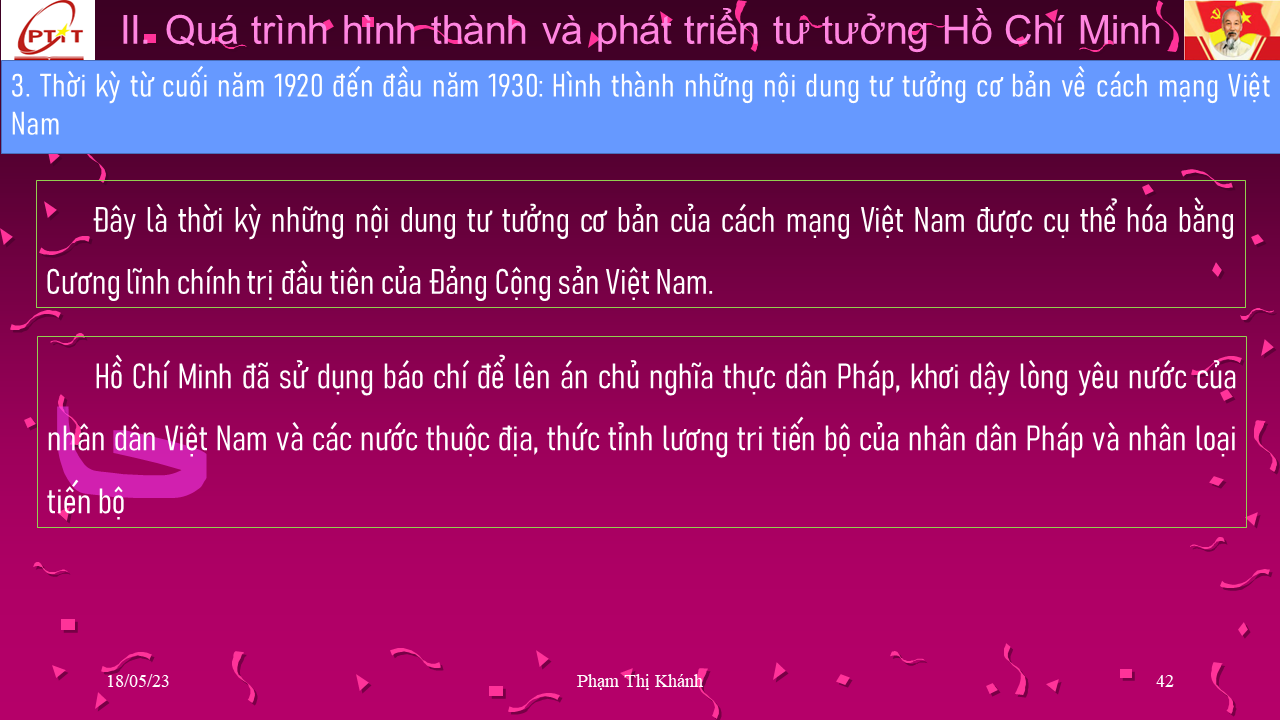 PTiT
II. Quá trình hình thành và phát triển tư tưởng Hồ Chí Minh
3. Thời kỳ từ cuối năm 1920 đến đầu năm 1930: Hình thành những nội dung tư tưởng cơ bản về cách mạng Việt
Nam
Đây là thời kỳ những nội dung tư tưởng cơ bản của cách mạng Việt Nam được cụ thể hóa bằng
Cương lĩnh chính trị đầu tiên của Đảng Cộng sản Việt Nam.
Hồ Chí Minh đã sử dụng báo chí để lên án chủ nghĩa thực dân Pháp, khơi dậy lòng yêu nước của
nhân dân Việt Nam và các nước thuộc địa, thức tỉnh lương tri tiến bộ của nhân dân Pháp và nhân loại
tiến bộ
18/05/23
Phạm Thị Khánh
42